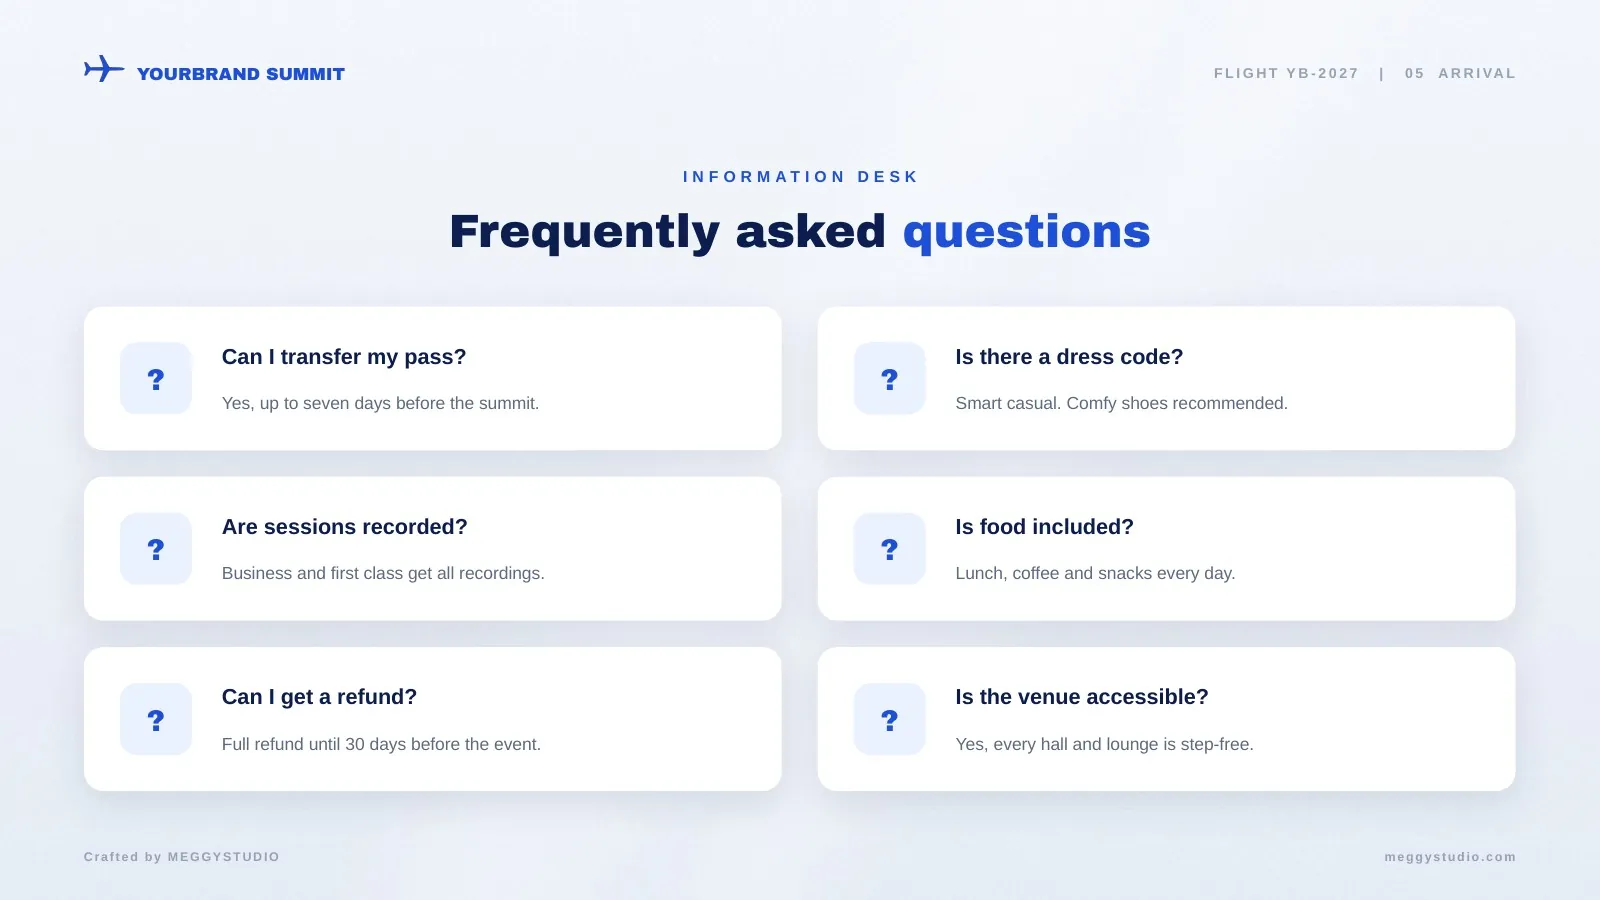 YOURBRAND SUMMIT
FLIGHT YB-2027 | 05 ARRIVAL
INFORMATION DESK
Frequently asked questions
?
Can I transfer my pass?
Yes, up to seven days before the summit.
?
Is there a dress code?
Smart casual. Comfy shoes recommended.
?
Are sessions recorded?
Business and first class get all recordings.
?
Is food included?
Lunch, coffee and snacks every day.
?
Can I get a refund?
Full refund until 30 days before the event.
?
Is the venue accessible?
Yes, every hall and lounge is step-free.
Crafted by MEGGYSTUDIO
meggystudio.com